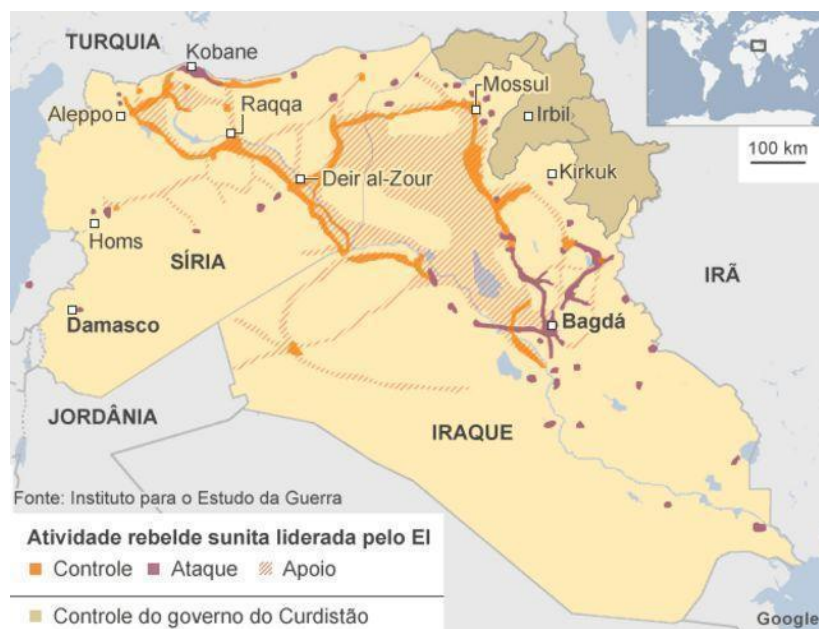 TURQUIA
Kobane
Mossul
Aleppo
Raqqa
Irbil
100 km
Kirkuk
Deir al-Zour
Homs
SÍRIA
IRÃ
Damasco
Bagdá
JORDÂNIA
IRAQUE
Fonte: Instituto para o Estudo da Guerra
Atividade rebelde sunita liderada pelo EI
Controle Ataque Apoio
Controle do governo do Curdistão
Google